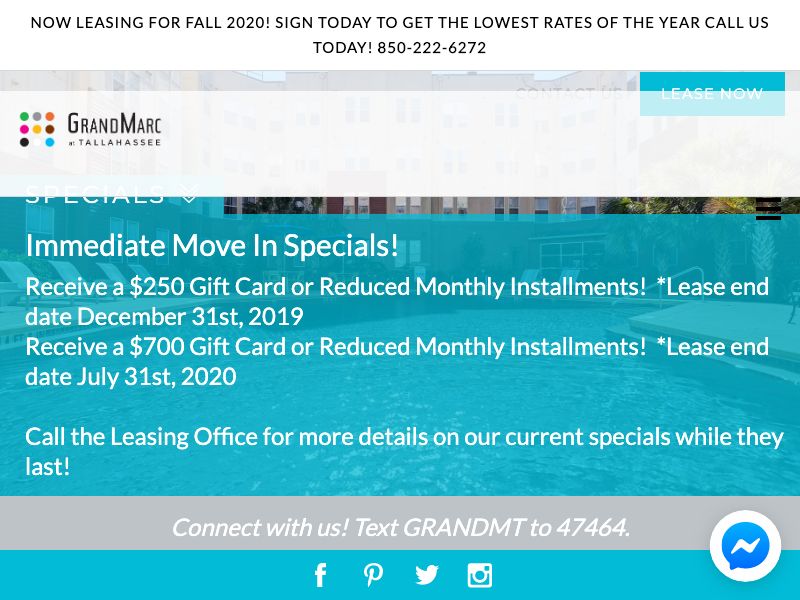 NOW LEASING FOR FALL 2020! SIGN TODAY TO GET THE LOWEST RATES OF THE YEAR CALL US
TODAY! 850-222-6272
CONTACT US
LEASE NOW
GRANDMARC
at TALLAHASSEE
SPECIALS
Immediate Move In Specials!
Receive a $250 Gift Card or Reduced Monthly Installments! *Lease end
date December 31st, 2019
Receive a $700 Gift Card or Reduced Monthly Installments! *Lease end
date July 31st, 2020
Call the Leasing Office for more details on our current specials while they
last!
Connect with us! Text GRANDMT to 47464.